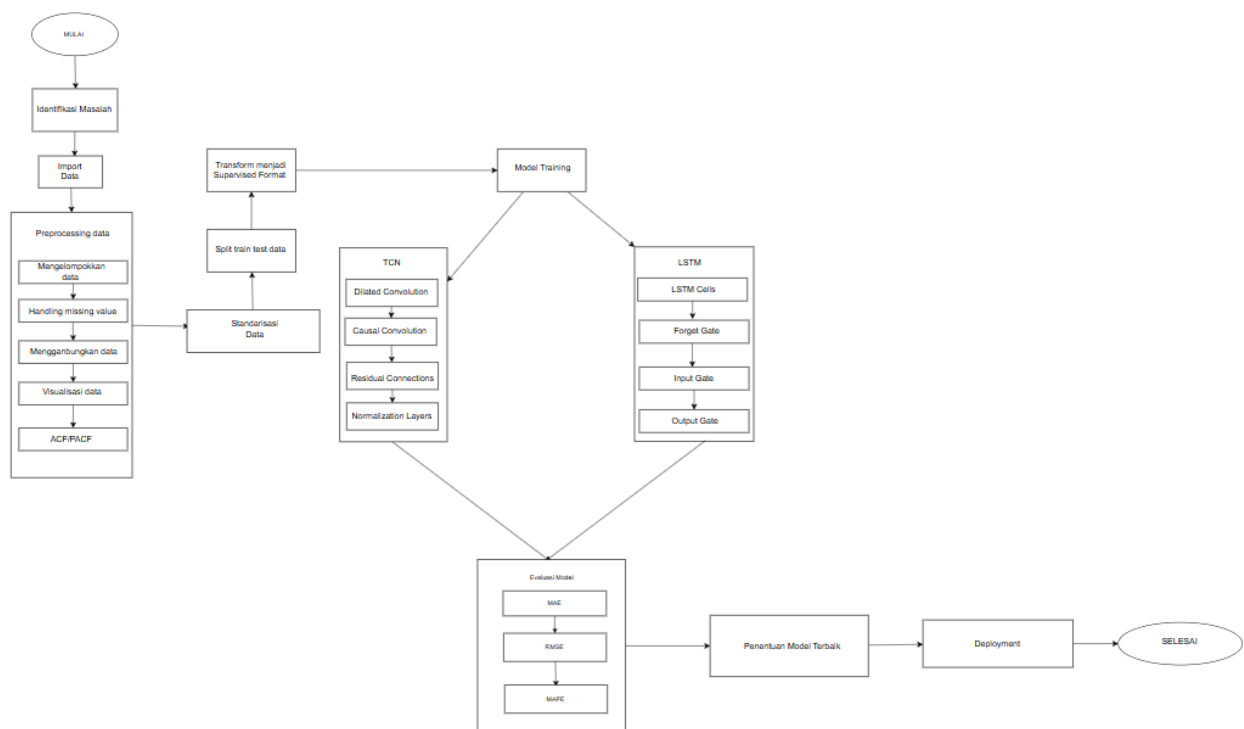 MULAI
Identifikasi Masalah
Import
Data
Preprocessing data
Mengelompokkan
data
Handling missing value
Mengganbungkan data
Visualisasi data
ACF/PACF
Standarisasi
Data
Split train test data
Transform menjadi
Supervised Format
Model Training
TCN
Dilated Convolution
Causal Convolution
Residual Connections
Normalization Layers
LSTM
LSTM Cells
Forget Gate
Input Gate
Output Gate
Evaluasi Model
MAE
RMSE
MAPE
Penentuan Model Terbaik
Deployment
SELESAI